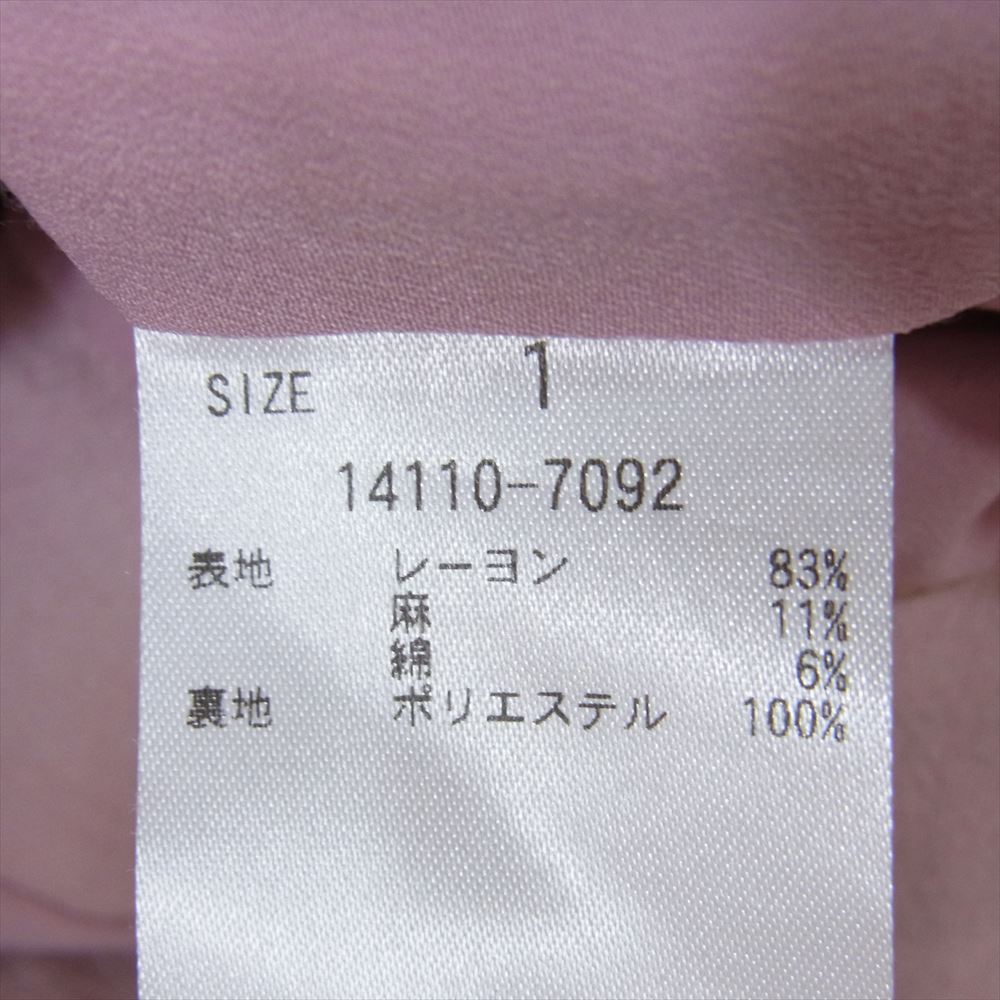 SIZE 1
14110-7092
表地 レーヨン 83%
麻 11%
綿 6%
裏地 ポリエステル 100%